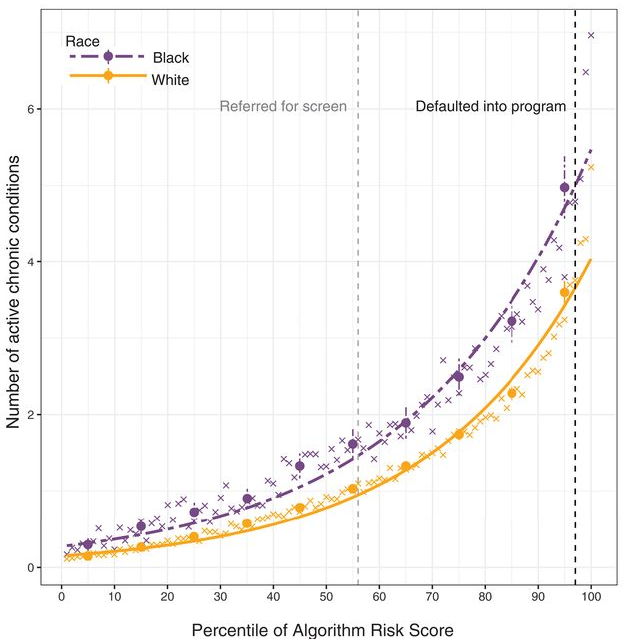 Race
Black
White
Referred for screen
Defaulted into program
Number of active chronic conditions
6
4
2
0
0 10 20 30 40 50 60 70 80 90 100
Percentile of Algorithm Risk Score